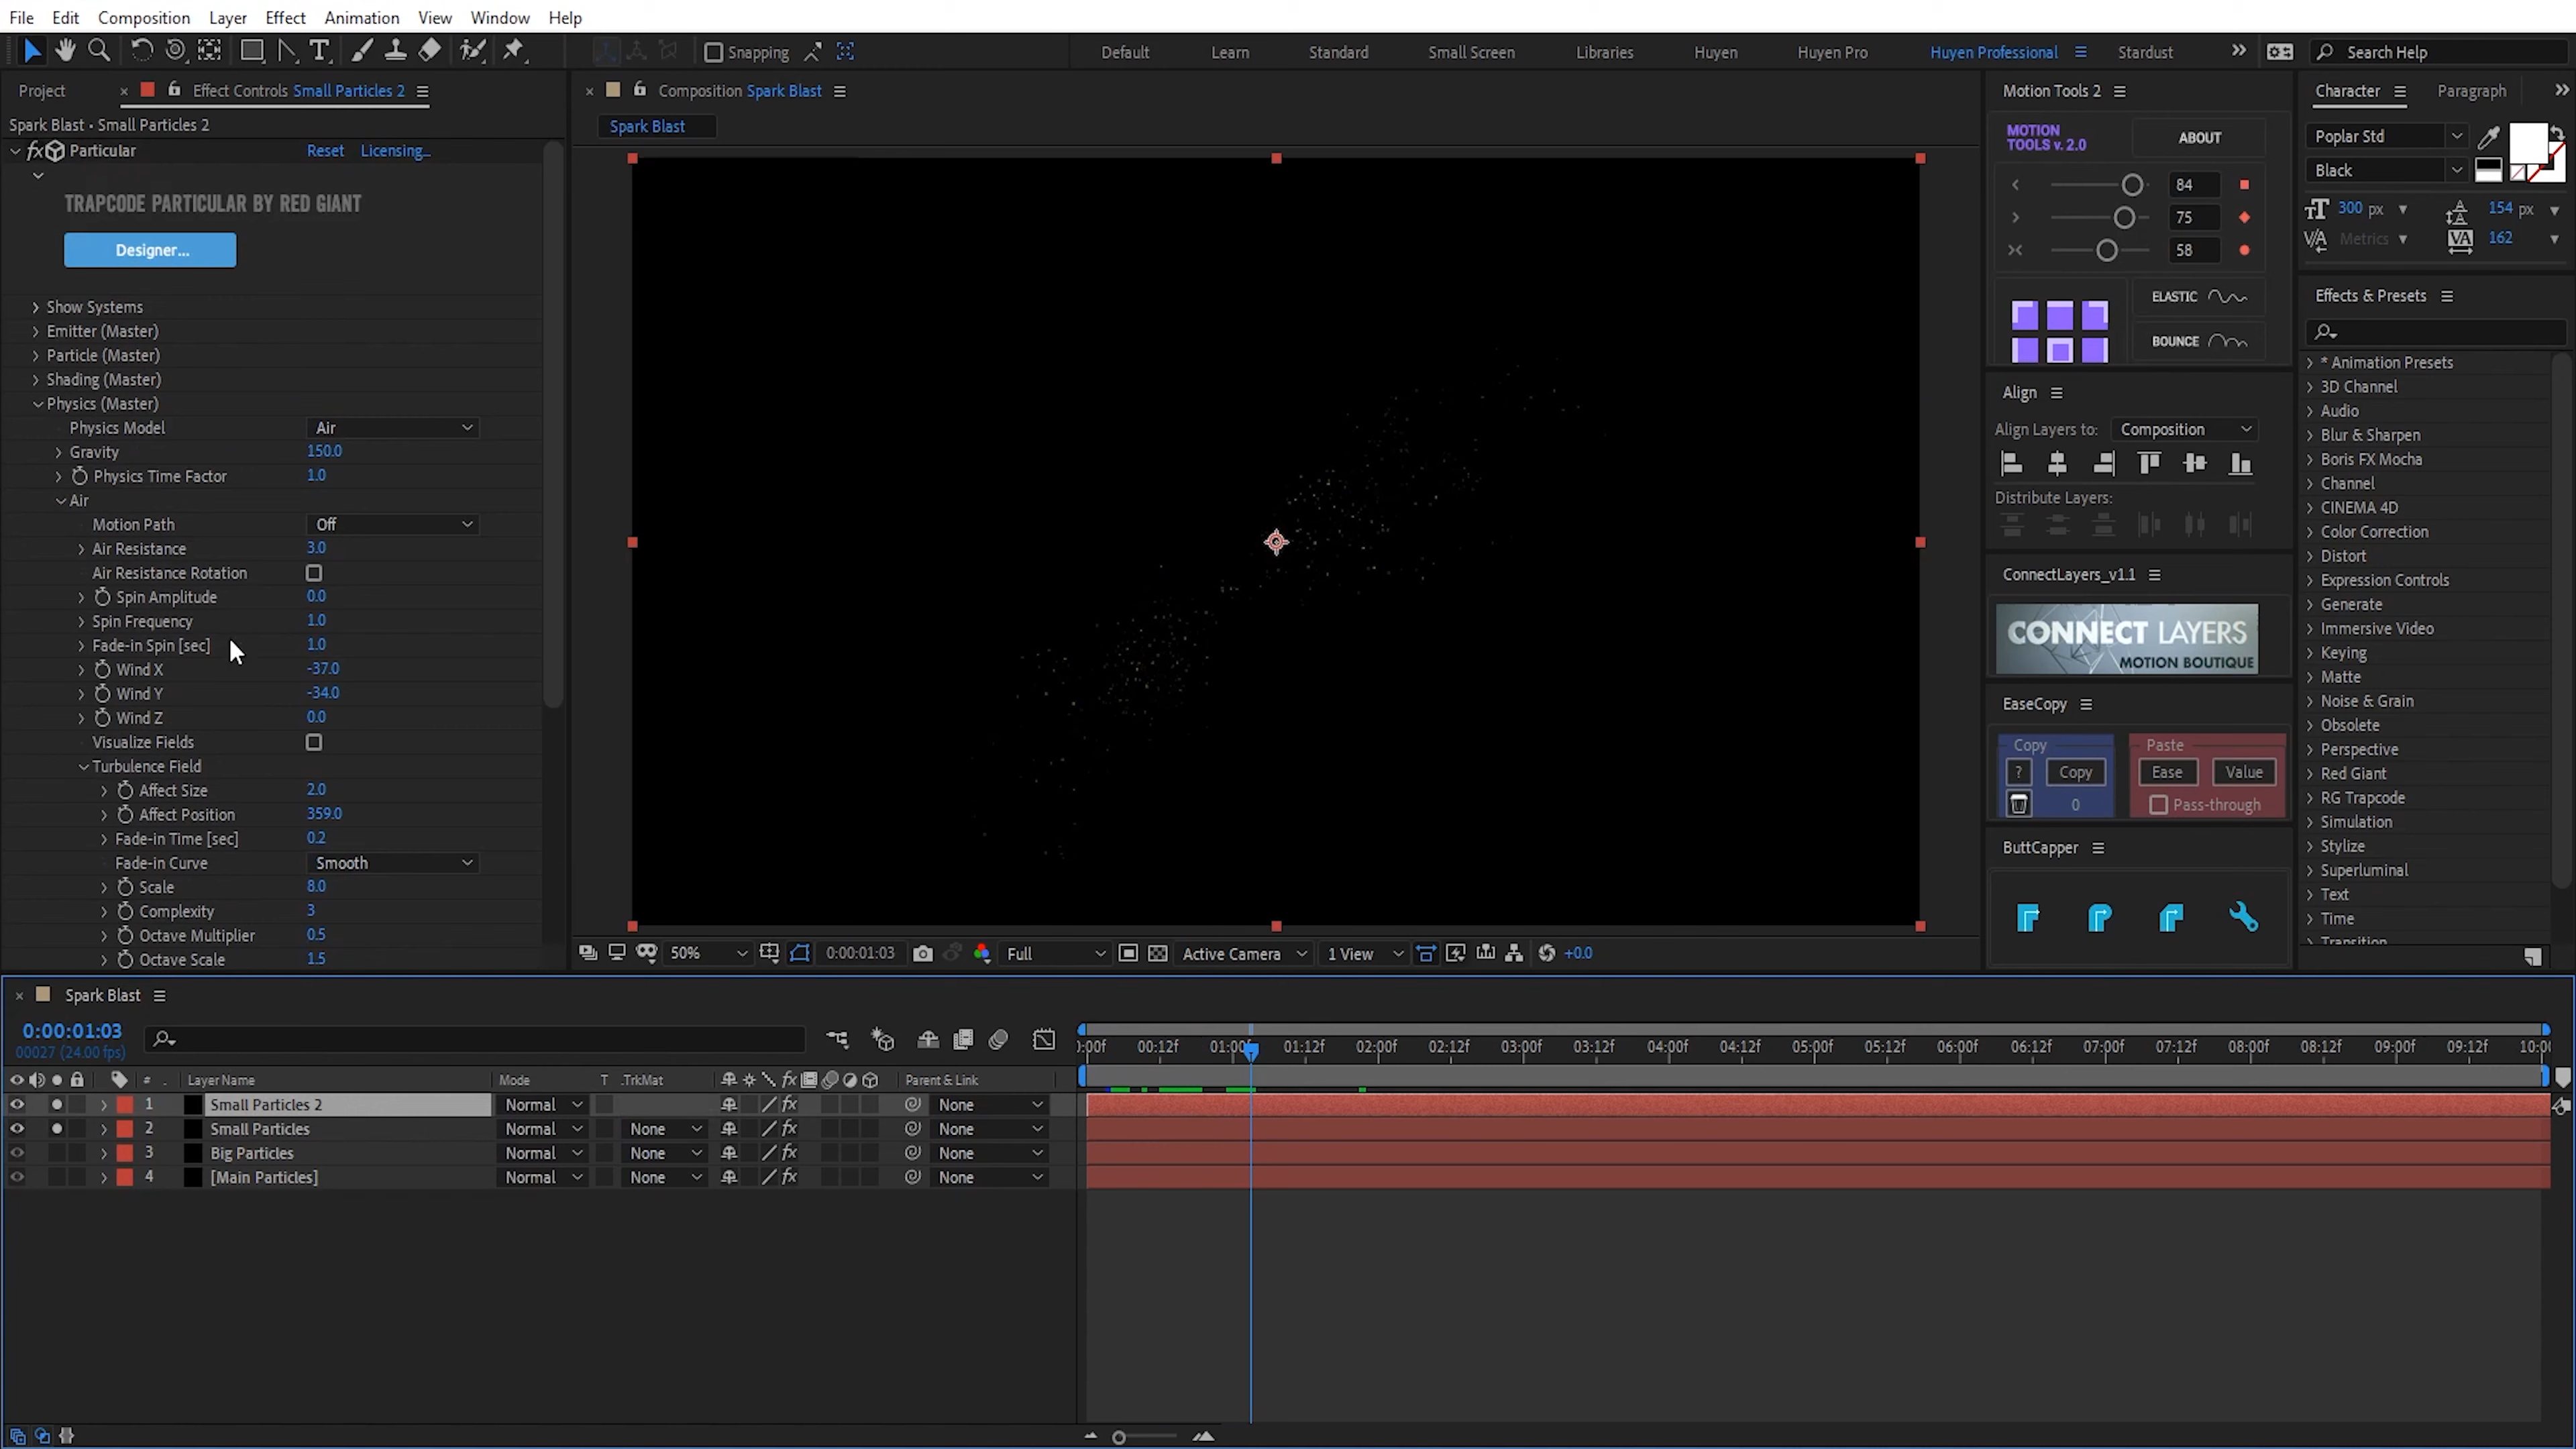 File Edit Composition Layer Effect Animation View Window Help
Snapping Default Learn Standard Small Screen Libraries Huyen Huyen Pro Huyen Professional Stardust Search Help
Project Effect Controls Small Particles 2
Spark Blast · Small Particles 2
fx Particular Reset Licensing...
TRAPCODE PARTICULAR BY RED GIANT
Designer...
Show Systems
Emitter (Master)
Particle (Master)
Shading (Master)
Physics (Master)
Physics Model Air
Gravity 150.0
Physics Time Factor 1.0
Air
Motion Path Off
Air Resistance 3.0
Air Resistance Rotation
Spin Amplitude 0.0
Spin Frequency 1.0
Fade-in Spin [sec] 1.0
Wind X -37.0
Wind Y -34.0
Wind Z 0.0
Visualize Fields
Turbulence Field
Affect Size 2.0
Affect Position 359.0
Fade-in Time [sec] 0.2
Fade-in Curve Smooth
Scale 8.0
Complexity 3
Octave Multiplier 0.5
Octave Scale 1.5
Composition Spark Blast
Spark Blast
50% 0:00:01:03 Full Active Camera 1 View +0.0
Motion Tools 2
MOTION
TOOLS v. 2.0
ABOUT
84
75
58
ELASTIC
BOUNCE
Align
Align Layers to: Composition
Distribute Layers:
ConnectLayers_v1.1
CONNECT LAYERS
MOTION BOUTIQUE
EaseCopy
Copy Paste
? Copy Ease Value
0 Pass-through
ButtCapper
Character Paragraph
Poplar Std
Black
300 px 154 px
Metrics 162
Effects & Presets
* Animation Presets
3D Channel
Audio
Blur & Sharpen
Boris FX Mocha
Channel
CINEMA 4D
Color Correction
Distort
Expression Controls
Generate
Immersive Video
Keying
Matte
Noise & Grain
Obsolete
Perspective
Red Giant
RG Trapcode
Simulation
Stylize
Superluminal
Text
Time
Transition
Spark Blast
0:00:01:03
00027 (24.00 fps)
):00f 00:12f 01:00f 01:12f 02:00f 02:12f 03:00f 03:12f 04:00f 04:12f 05:00f 05:12f 06:00f 06:12f 07:00f 07:12f 08:00f 08:12f 09:00f 09:12f 10:0
# Layer Name Mode T .TrkMat fx Parent & Link
1 Small Particles 2 Normal fx None
2 Small Particles Normal None fx None
3 Big Particles Normal None fx None
4 [Main Particles] Normal None fx None